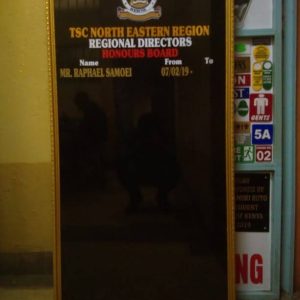 TSC NORTH EASTERN REGION
REGIONAL DIRECTORS
HONOURS BOARD
Name From To
MR. RAPHAEL SAMOEI 07/02/19 -
GENTS
5A
02
NG